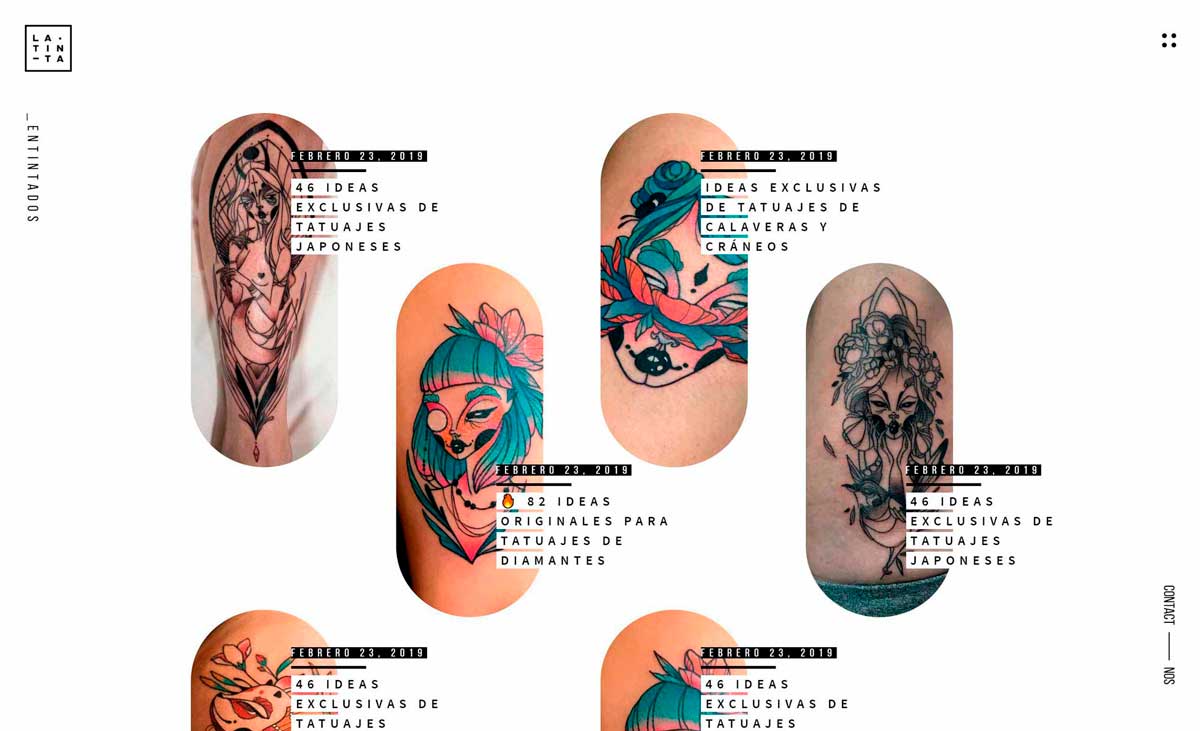 LA·
TIN
–TA
_ENTINTADOS
FEBRERO 23, 2019
46 IDEAS
EXCLUSIVAS DE
TATUAJES
JAPONESES
FEBRERO 23, 2019
IDEAS EXCLUSIVAS
DE TATUAJES DE
CALAVERAS Y
CRÁNEOS
FEBRERO 23, 2019
🔥 82 IDEAS
ORIGINALES PARA
TATUAJES DE
DIAMANTES
FEBRERO 23, 2019
46 IDEAS
EXCLUSIVAS DE
TATUAJES
JAPONESES
FEBRERO 23, 2019
46 IDEAS
EXCLUSIVAS DE
TATUAJES
FEBRERO 23, 2019
46 IDEAS
EXCLUSIVAS DE
TATUAJES
CONTACT — NOS